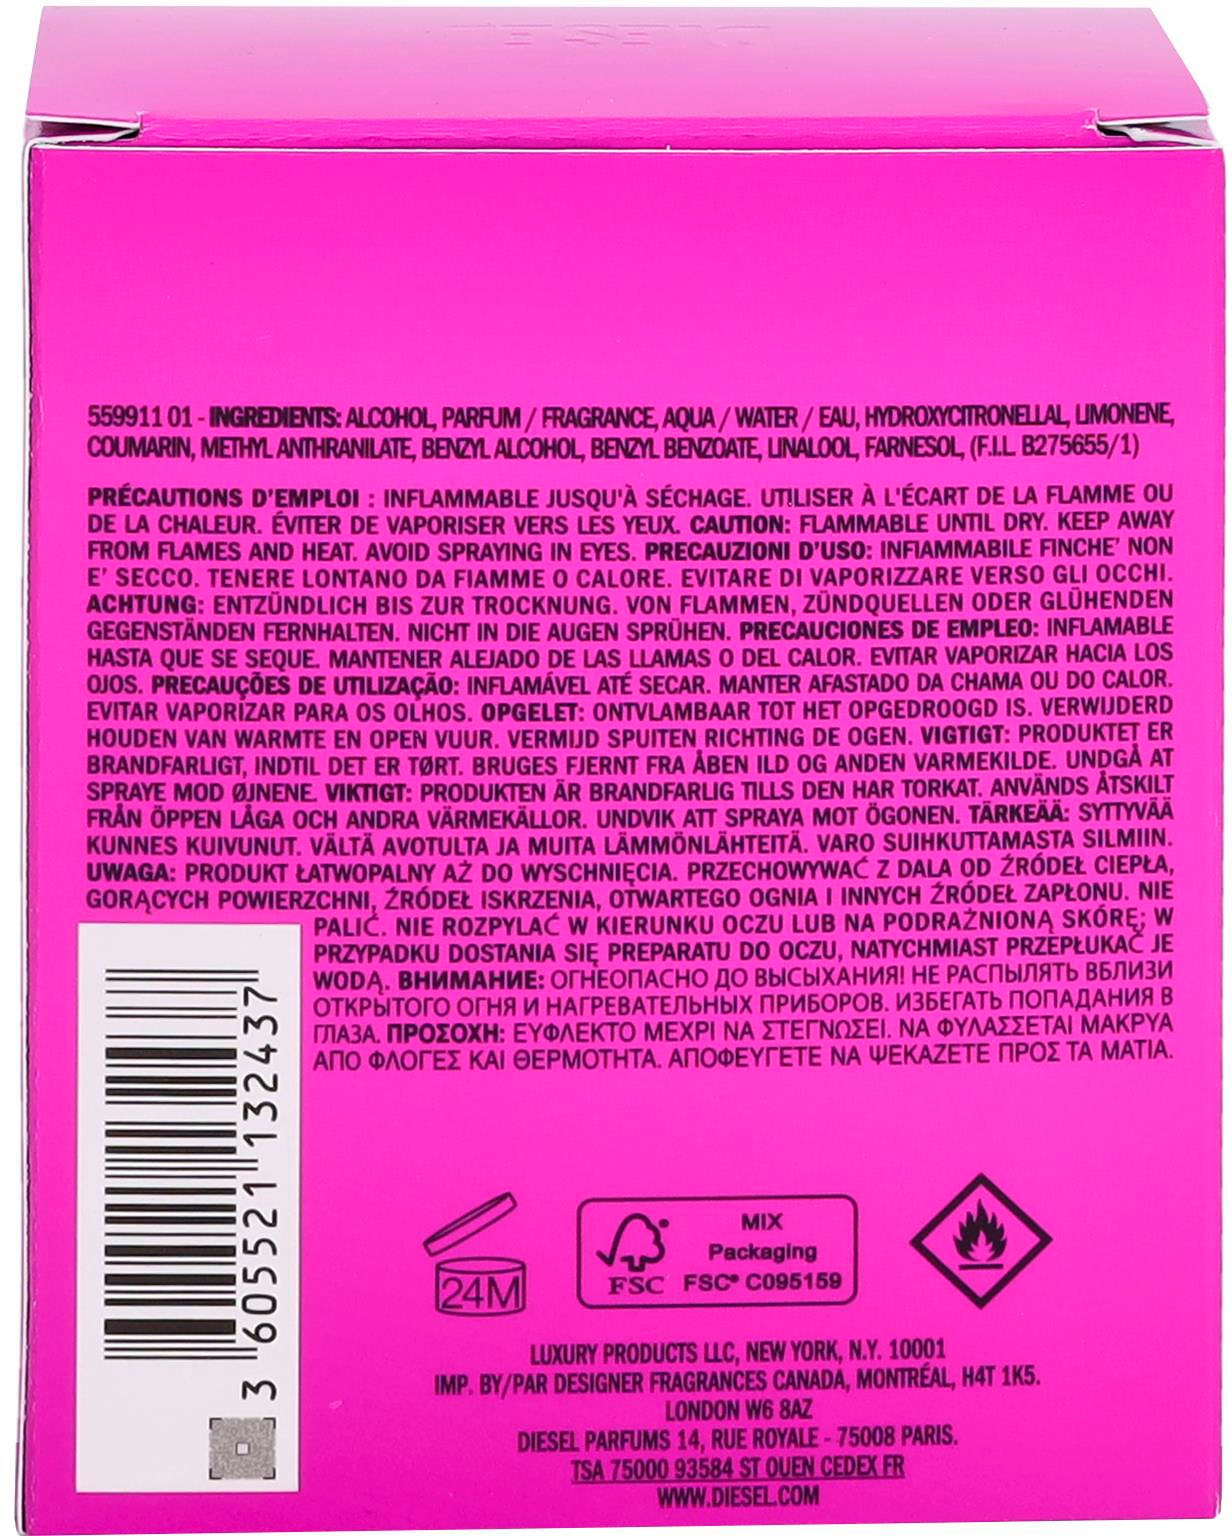 DIESEL
559911 01 - INGREDIENTS: ALCOHOL, PARFUM / FRAGRANCE, AQUA / WATER / EAU, HYDROXYCITRONELLAL, LIMONENE,
COUMARIN, METHYL ANTHRANILATE, BENZYL ALCOHOL, BENZYL BENZOATE, LINALOOL, FARNESOL, (F.I.L. B275655/1)
PRÉCAUTIONS D'EMPLOI : INFLAMMABLE JUSQU'À SÉCHAGE. UTILISER À L'ÉCART DE LA FLAMME OU
DE LA CHALEUR. ÉVITER DE VAPORISER VERS LES YEUX. CAUTION: FLAMMABLE UNTIL DRY. KEEP AWAY
FROM FLAMES AND HEAT. AVOID SPRAYING IN EYES. PRECAUZIONI D'USO: INFIAMMABILE FINCHE' NON
E' SECCO. TENERE LONTANO DA FIAMME O CALORE. EVITARE DI VAPORIZZARE VERSO GLI OCCHI.
ACHTUNG: ENTZÜNDLICH BIS ZUR TROCKNUNG. VON FLAMMEN, ZÜNDQUELLEN ODER GLÜHENDEN
GEGENSTÄNDEN FERNHALTEN. NICHT IN DIE AUGEN SPRÜHEN. PRECAUCIONES DE EMPLEO: INFLAMABLE
HASTA QUE SE SEQUE. MANTENER ALEJADO DE LAS LLAMAS O DEL CALOR. EVITAR VAPORIZAR HACIA LOS
OJOS. PRECAUÇÕES DE UTILIZAÇÃO: INFLAMÁVEL ATÉ SECAR. MANTER AFASTADO DA CHAMA OU DO CALOR.
EVITAR VAPORIZAR PARA OS OLHOS. OPGELET: ONTVLAMBAAR TOT HET OPGEDROOGD IS. VERWIJDERD
HOUDEN VAN WARMTE EN OPEN VUUR. VERMIJD SPUITEN RICHTING DE OGEN. VIGTIGT: PRODUKTET ER
BRANDFARLIGT, INDTIL DET ER TØRT. BRUGES FJERNT FRA ÅBEN ILD OG ANDEN VARMEKILDE. UNDGÅ AT
SPRAYE MOD ØJNENE. VIKTIGT: PRODUKTEN ÄR BRANDFARLIG TILLS DEN HAR TORKAT. ANVÄNDS ÅTSKILT
FRÅN ÖPPEN LÅGA OCH ANDRA VÄRMEKÄLLOR. UNDVIK ATT SPRAYA MOT ÖGONEN. TÄRKEÄÄ: SYTTYVÄÄ
KUNNES KUIVUNUT. VÄLTÄ AVOTULTA JA MUITA LÄMMÖNLÄHTEITÄ. VARO SUIHKUTTAMASTA SILMIIN.
UWAGA: PRODUKT ŁATWOPALNY AŻ DO WYSCHNIĘCIA. PRZECHOWYWAĆ Z DALA OD ŹRÓDEŁ CIEPŁA,
GORĄCYCH POWIERZCHNI, ŹRÓDEŁ ISKRZENIA, OTWARTEGO OGNIA I INNYCH ŹRÓDEŁ ZAPŁONU. NIE
PALIĆ. NIE ROZPYLAĆ W KIERUNKU OCZU LUB NA PODRAŻNIONĄ SKÓRĘ; W
PRZYPADKU DOSTANIA SIĘ PREPARATU DO OCZU, NATYCHMIAST PRZEPŁUKAĆ JE
WODĄ. ВНИМАНИЕ: ОГНЕОПАСНО ДО ВЫСЫХАНИЯ! НЕ РАСПЫЛЯТЬ ВБЛИЗИ
ОТКРЫТОГО ОГНЯ И НАГРЕВАТЕЛЬНЫХ ПРИБОРОВ. ИЗБЕГАТЬ ПОПАДАНИЯ В
ГЛАЗА. ΠΡΟΣΟΧΗ: ΕΥΦΛΕΚΤΟ ΜΕΧΡΙ ΝΑ ΣΤΕΓΝΩΣΕΙ. ΝΑ ΦΥΛΑΣΣΕΤΑΙ ΜΑΚΡΥΑ
ΑΠΟ ΦΛΟΓΕΣ ΚΑΙ ΘΕΡΜΟΤΗΤΑ. ΑΠΟΦΕΥΓΕΤΕ ΝΑ ΨΕΚΑΖΕΤΕ ΠΡΟΣ ΤΑ ΜΑΤΙΑ.
3 605521 132437
24M
MIX
Packaging
FSC FSC® C095159
LUXURY PRODUCTS LLC, NEW YORK, N.Y. 10001
IMP. BY/PAR DESIGNER FRAGRANCES CANADA, MONTRÉAL, H4T 1K5.
LONDON W6 8AZ
DIESEL PARFUMS 14, RUE ROYALE - 75008 PARIS.
TSA 75000 93584 ST OUEN CEDEX FR
WWW.DIESEL.COM